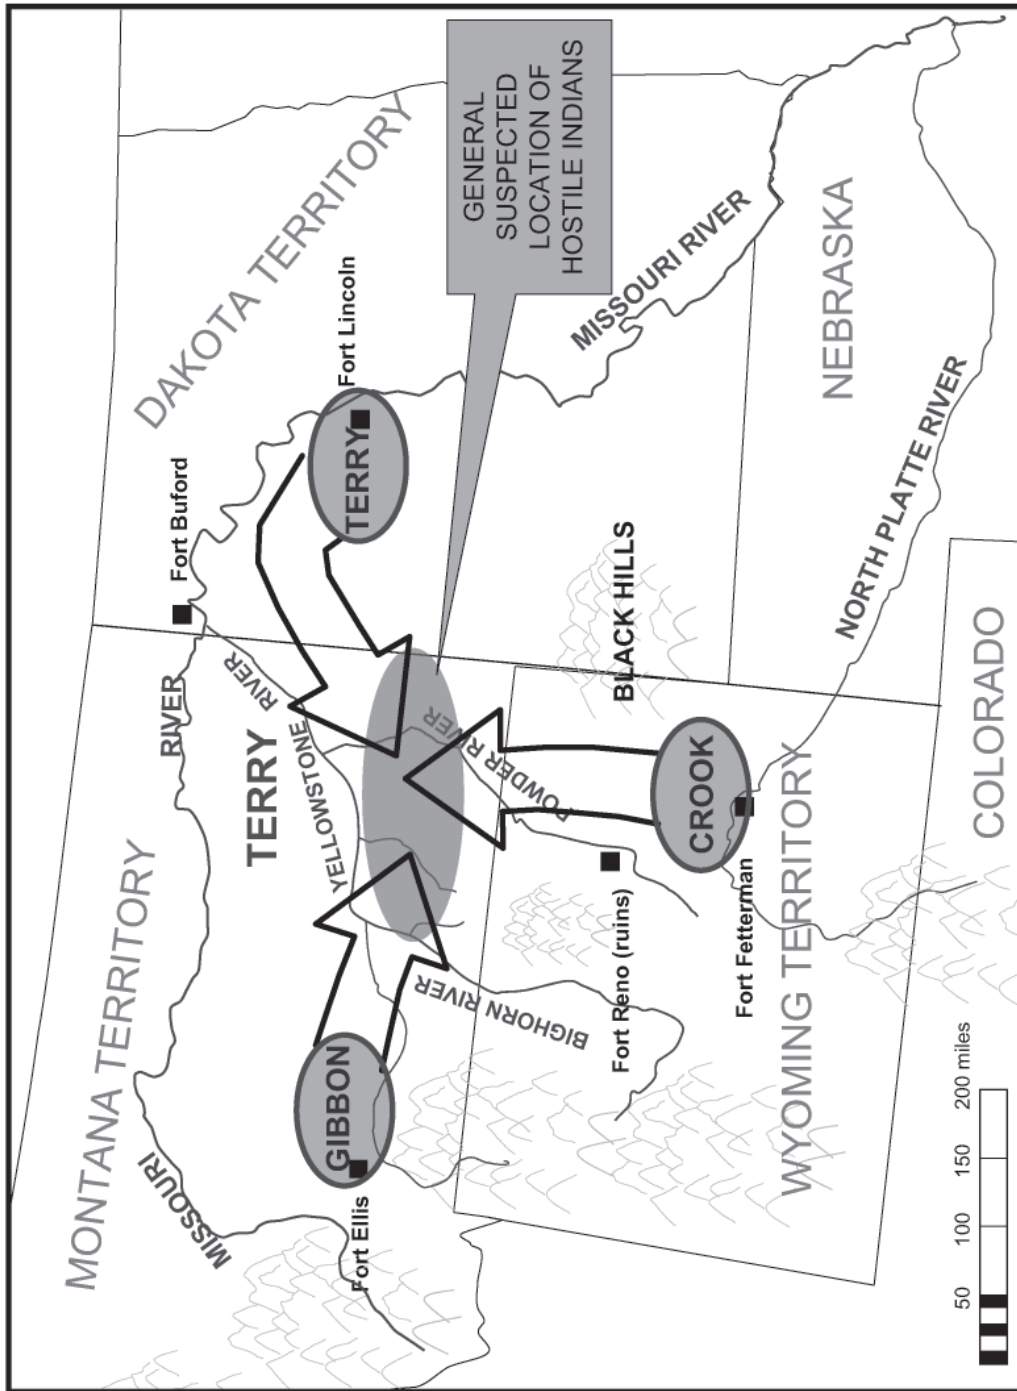 MONTANA TERRITORY
DAKOTA TERRITORY
MISSOURI
RIVER
Fort Buford
TERRY
YELLOWSTONE
RIVER
Fort Ellis
GIBBON
TERRY
Fort Lincoln
GENERAL
SUSPECTED
LOCATION OF
HOSTILE INDIANS
BIGHORN RIVER
POWDER RIVER
MISSOURI RIVER
Fort Reno (ruins)
BLACK HILLS
CROOK
Fort Fetterman
WYOMING TERRITORY
NEBRASKA
NORTH PLATTE RIVER
COLORADO
50
100
150
200 miles